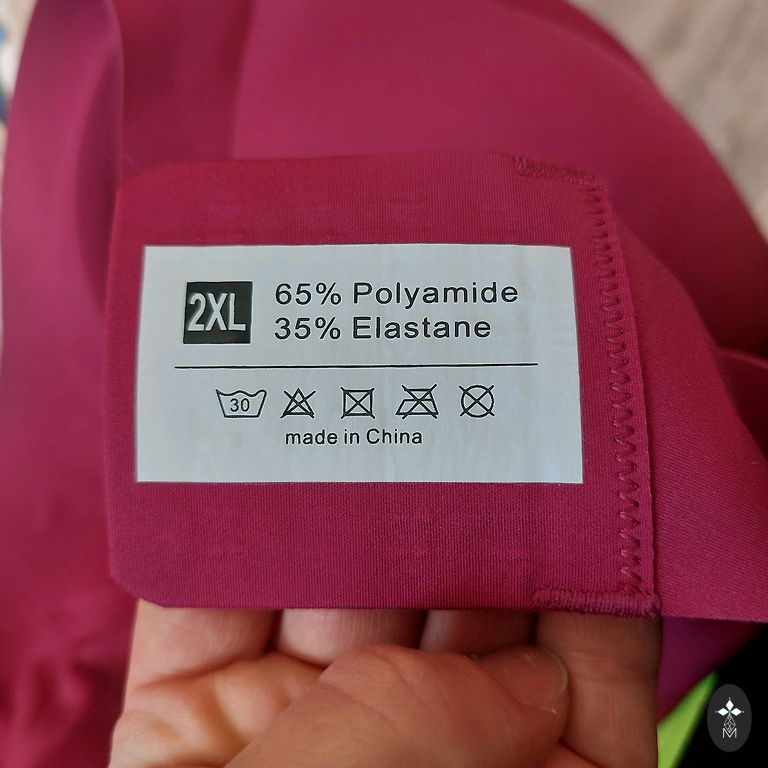 2XL
65% Polyamide
35% Elastane
30
made in China
M